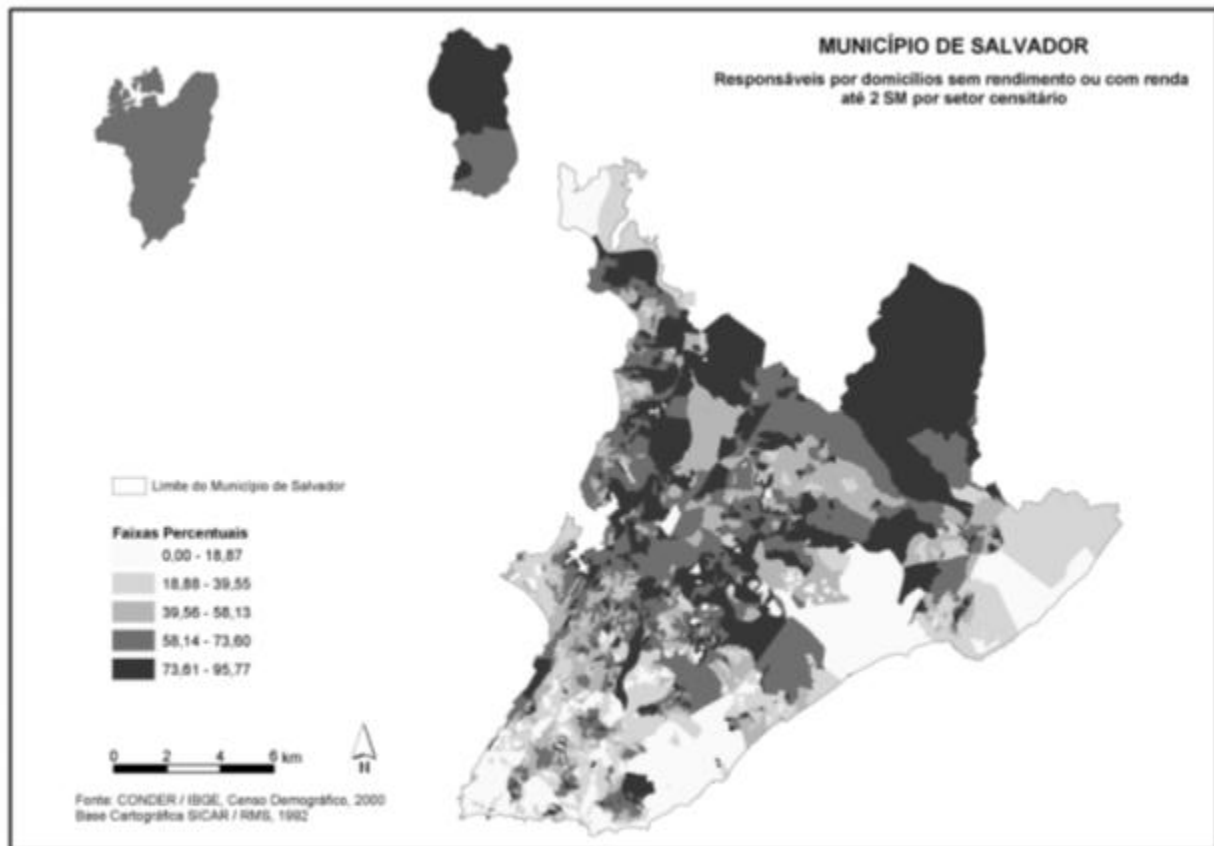 MUNICÍPIO DE SALVADOR
Responsáveis por domicílios sem rendimento ou com renda
até 2 SM por setor censitário
Limite do Município de Salvador
Faixas Percentuais
0,00 - 18,87
18,88 - 39,55
39,56 - 58,13
58,14 - 73,60
73,61 - 95,77
0 2 4 6 km
N
Fonte: CONDER / IBGE, Censo Demográfico, 2000
Base Cartográfica SICAR / RMS, 1992